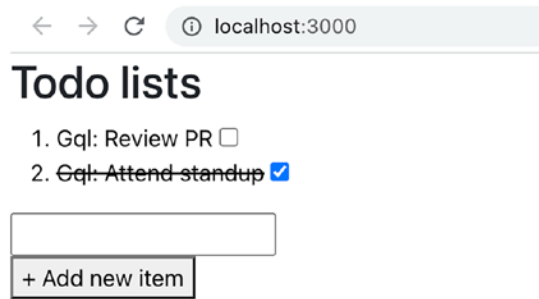 localhost:3000
Todo lists
1. Gql: Review PR
2. Gql: Attend standup
+ Add new item